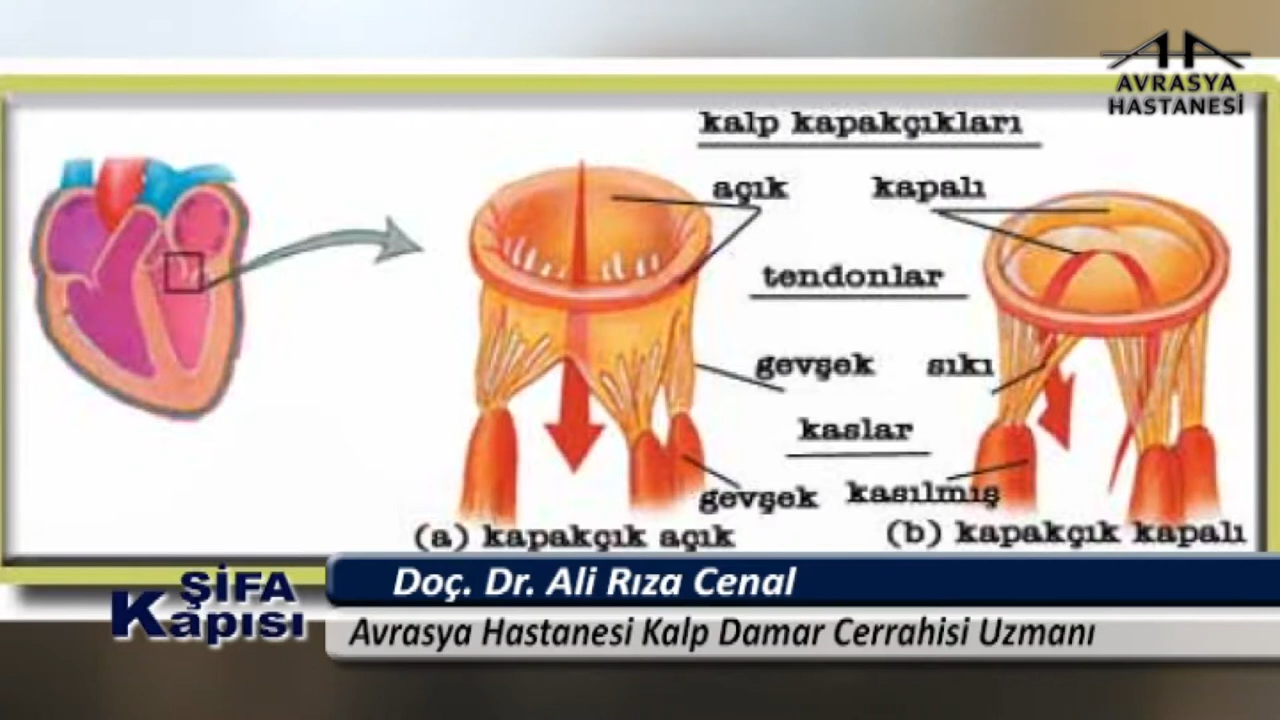 AVRASYA
HASTANESİ
kalp kapakçıkları
açık
kapalı
tendonlar
gevşek
sıkı
kaslar
gevşek
kasılmış
(a) kapakçık açık
(b) kapakçık kapalı
ŞİFA
Kapısı
Doç. Dr. Ali Rıza Cenal
Avrasya Hastanesi Kalp Damar Cerrahisi Uzmanı